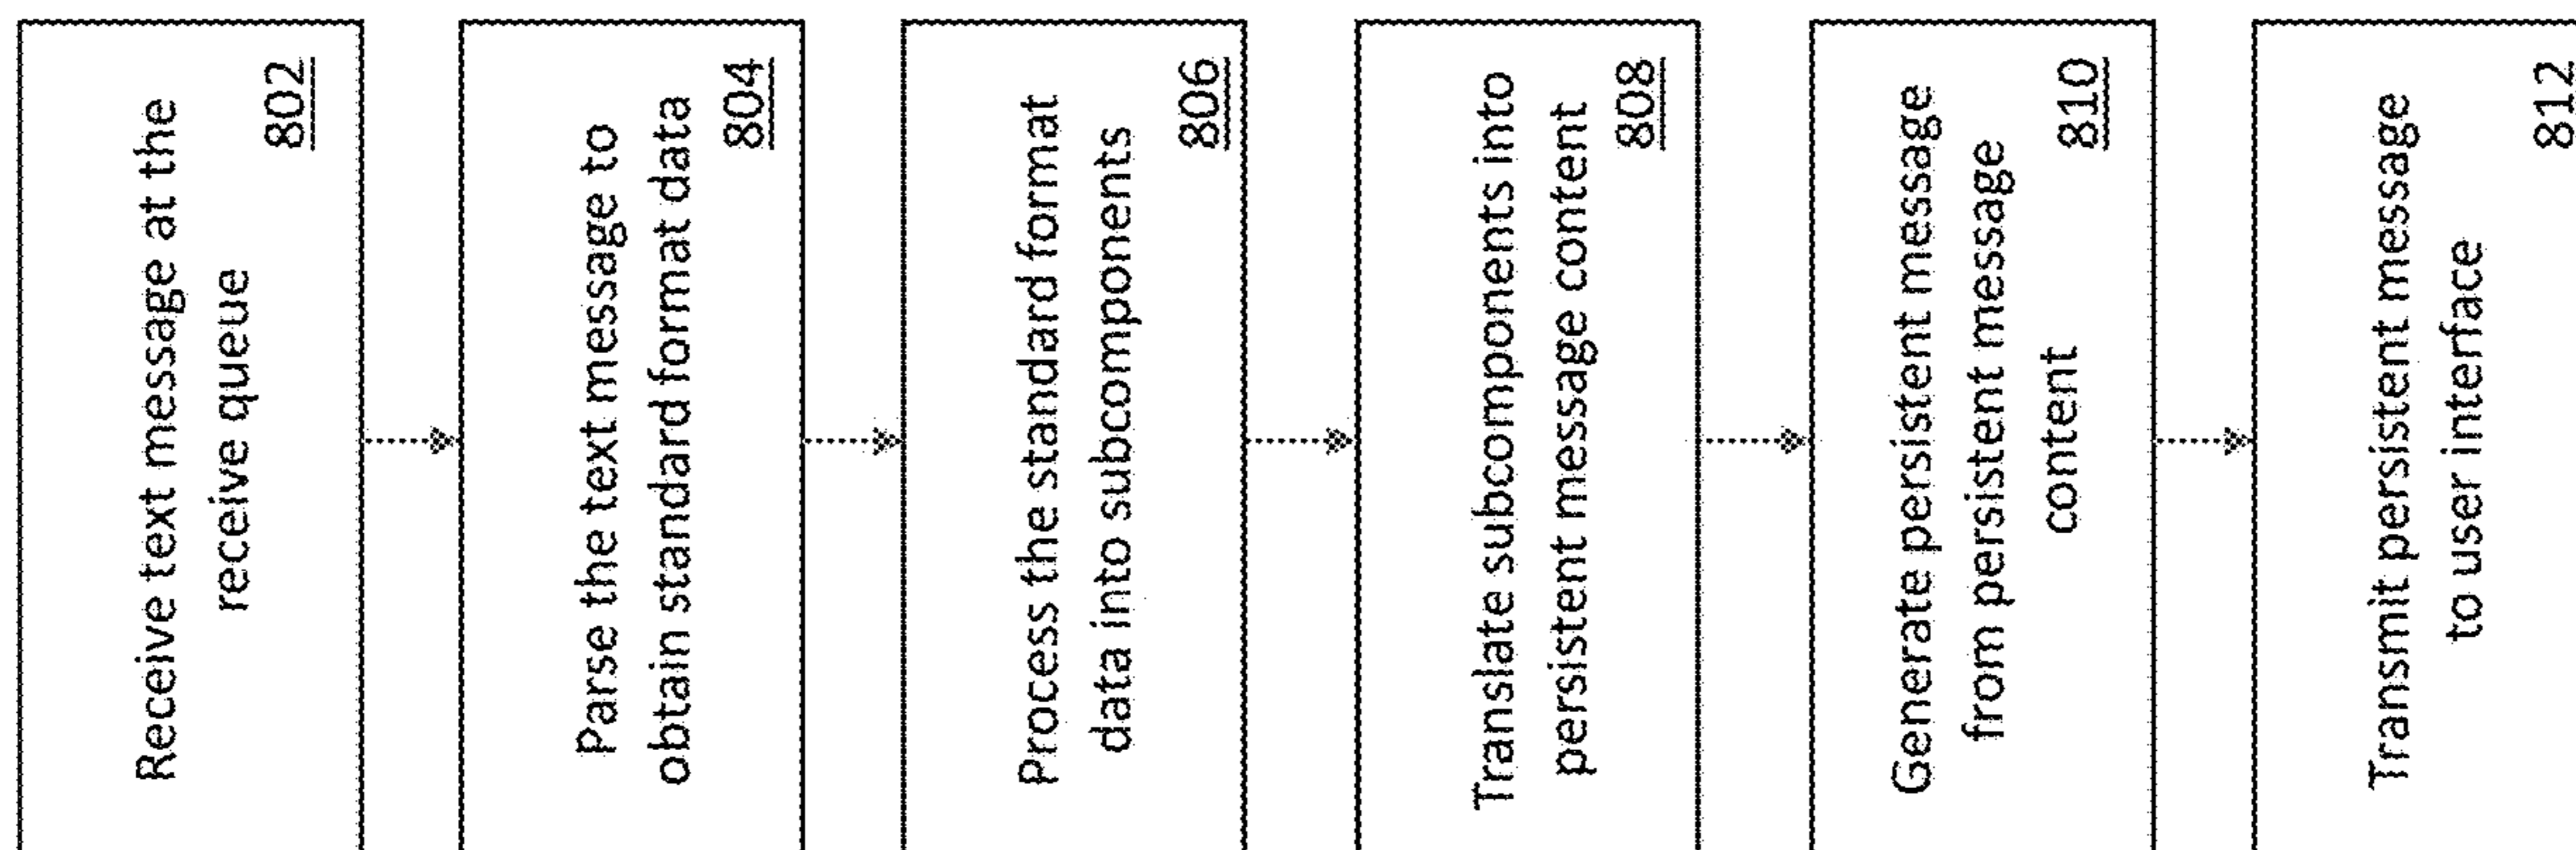 Receive text message at the
receive queue
802
Parse the text message to
obtain standard format data
804
Process the standard format
data into subcomponents
806
Translate subcomponents into
persistent message content
808
Generate persistent message
from persistent message
content
810
Transmit persistent message
to user interface
812